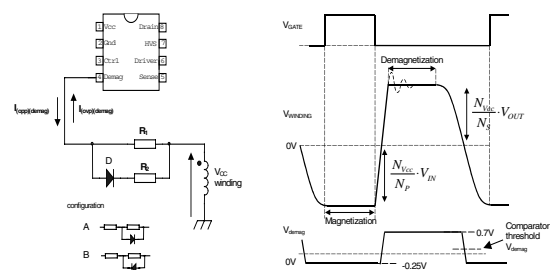 1 Vcc Drain 8
2 Gnd HVS 7
3 Ctrl Driver 6
4 Demag Sense 5
I(opp)(demag)
I(ovp)(demag)
R1
D
R2
VCC
winding
configuration
A
B
VGATE
Demagnetization
VWINDING
NVcc/NS · VOUT
0V
NVcc/NP · VIN
Magnetization
Vdemag
0.7V
Comparator
threshold
Vdemag
0V
-0.25V